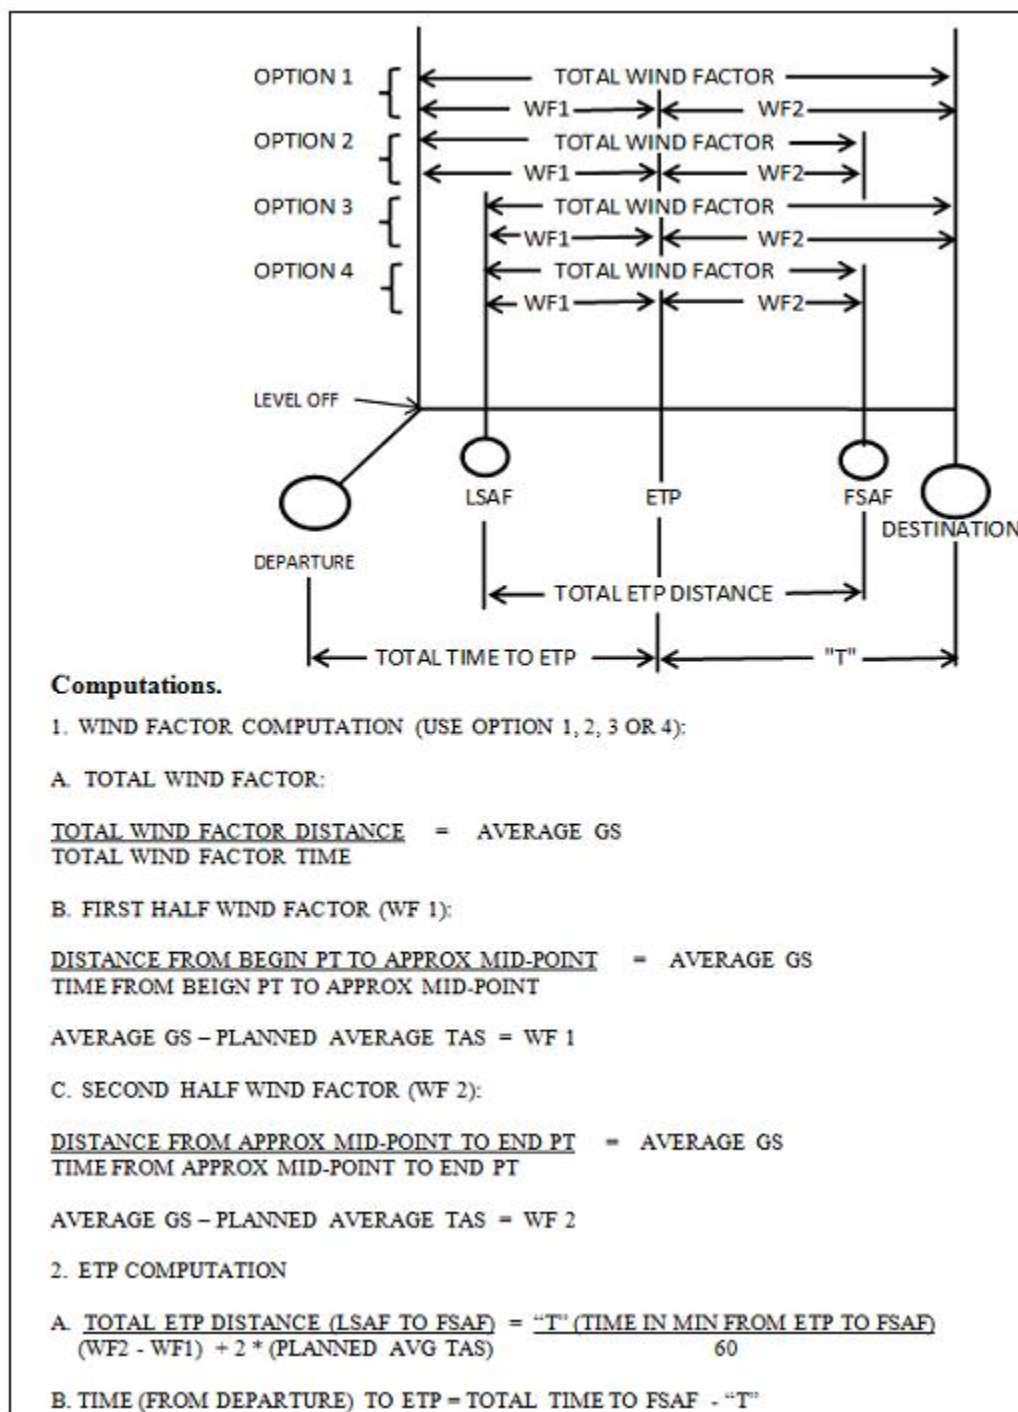 OPTION 1 TOTAL WIND FACTOR
WF1 WF2
OPTION 2 TOTAL WIND FACTOR
WF1 WF2
OPTION 3 TOTAL WIND FACTOR
WF1 WF2
OPTION 4 TOTAL WIND FACTOR
WF1 WF2
LEVEL OFF
LSAF ETP FSAF
DESTINATION
DEPARTURE
TOTAL ETP DISTANCE
TOTAL TIME TO ETP "T"
Computations.
1. WIND FACTOR COMPUTATION (USE OPTION 1, 2, 3 OR 4):
A. TOTAL WIND FACTOR:
TOTAL WIND FACTOR DISTANCE = AVERAGE GS
TOTAL WIND FACTOR TIME
B. FIRST HALF WIND FACTOR (WF 1):
DISTANCE FROM BEGIN PT TO APPROX MID-POINT = AVERAGE GS
TIME FROM BEIGN PT TO APPROX MID-POINT
AVERAGE GS – PLANNED AVERAGE TAS = WF 1
C. SECOND HALF WIND FACTOR (WF 2):
DISTANCE FROM APPROX MID-POINT TO END PT = AVERAGE GS
TIME FROM APPROX MID-POINT TO END PT
AVERAGE GS – PLANNED AVERAGE TAS = WF 2
2. ETP COMPUTATION
A. TOTAL ETP DISTANCE (LSAF TO FSAF) = “T” (TIME IN MIN FROM ETP TO FSAF)
(WF2 - WF1) + 2 * (PLANNED AVG TAS) 60
B. TIME (FROM DEPARTURE) TO ETP = TOTAL TIME TO FSAF - “T”